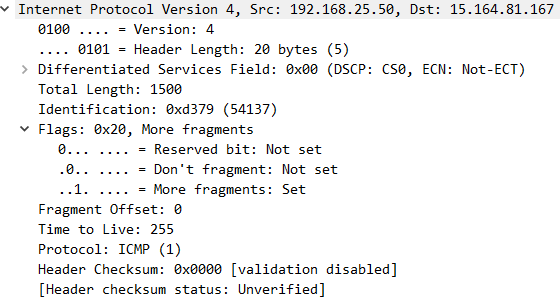 Internet Protocol Version 4, Src: 192.168.25.50, Dst: 15.164.81.167
0100 .... = Version: 4
.... 0101 = Header Length: 20 bytes (5)
Differentiated Services Field: 0x00 (DSCP: CS0, ECN: Not-ECT)
Total Length: 1500
Identification: 0xd379 (54137)
Flags: 0x20, More fragments
0... .... = Reserved bit: Not set
.0.. .... = Don't fragment: Not set
..1. .... = More fragments: Set
Fragment Offset: 0
Time to Live: 255
Protocol: ICMP (1)
Header Checksum: 0x0000 [validation disabled]
[Header checksum status: Unverified]